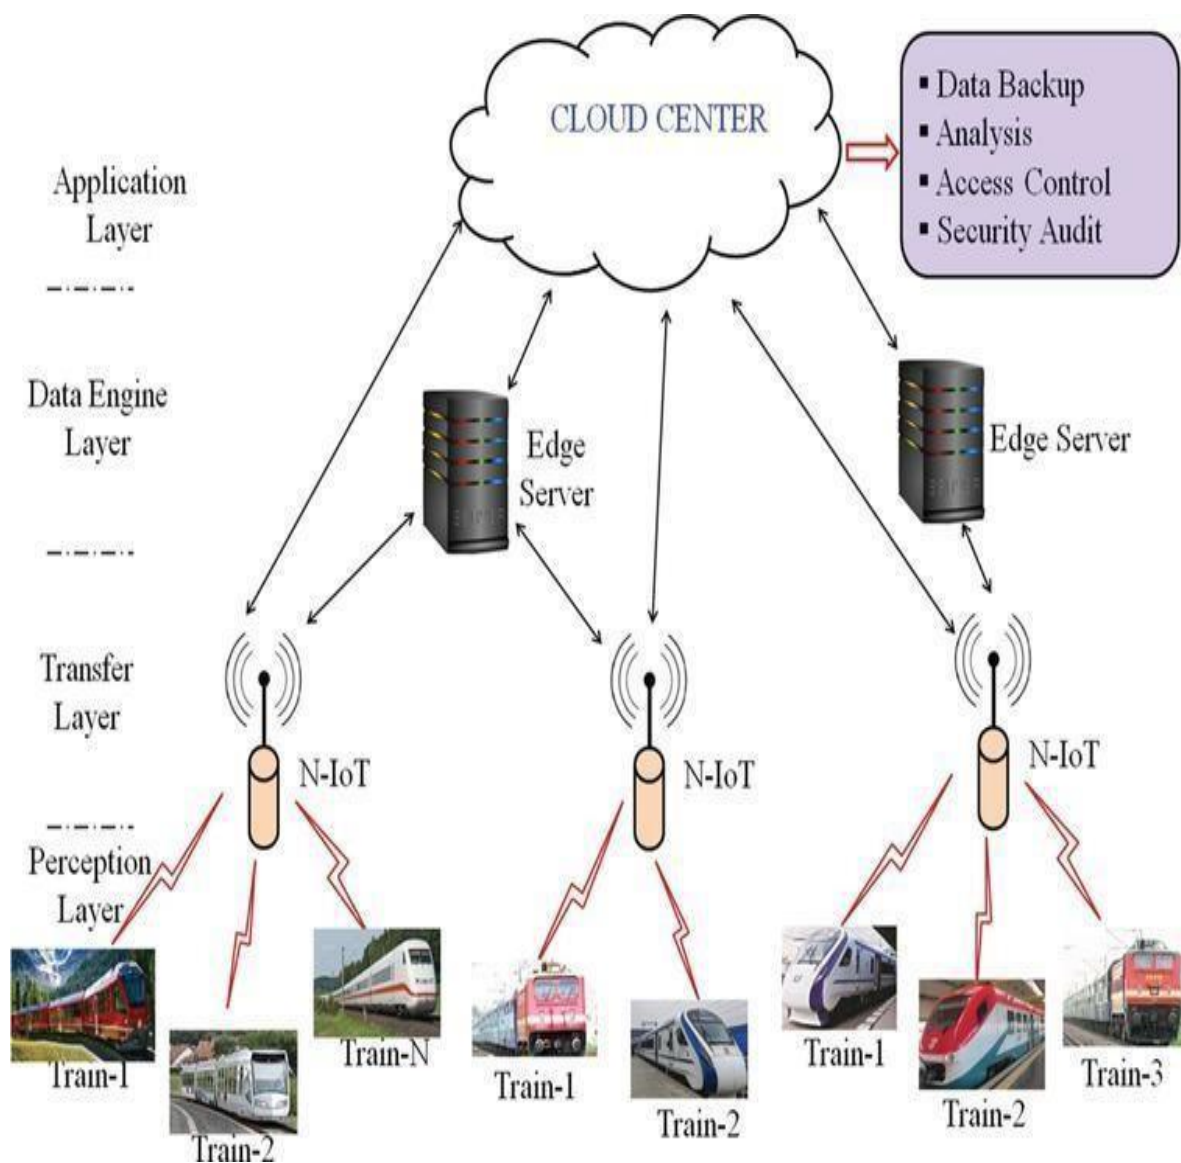 CLOUD CENTER
▪ Data Backup
▪ Analysis
▪ Access Control
▪ Security Audit
Application
Layer
Data Engine
Layer
Edge
Server
Edge Server
Transfer
Layer
N-IoT
N-IoT
N-IoT
Perception
Layer
Train-1
Train-2
Train-N
Train-1
Train-2
Train-1
Train-2
Train-3